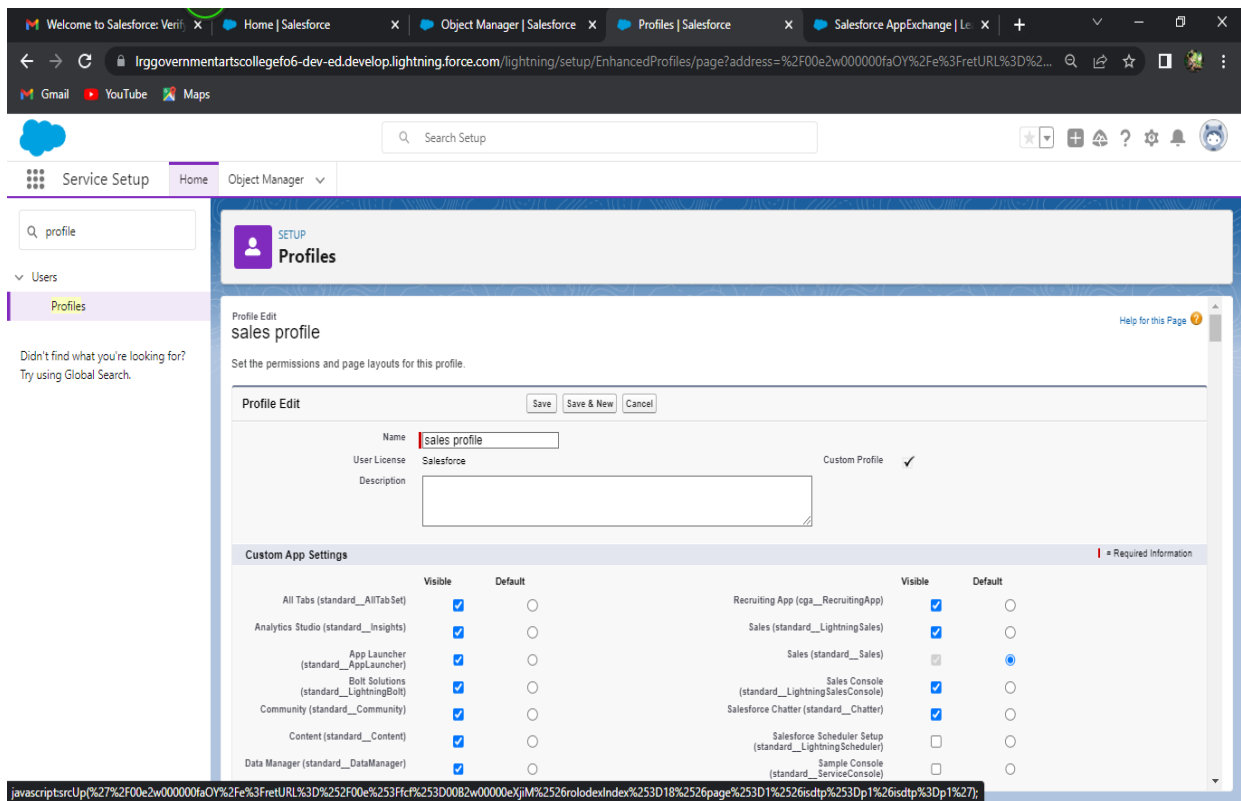 Welcome to Salesforce: Verify
Home | Salesforce
Object Manager | Salesforce
Profiles | Salesforce
Salesforce AppExchange | Le
lrggovernmentartscollegefo6-dev-ed.develop.lightning.force.com/lightning/setup/EnhancedProfiles/page?address=%2F00e2w000000faOY%2Fe%3FretURL%3D%2...
Gmail YouTube Maps
Search Setup
Service Setup Home Object Manager
profile
Users
Profiles
Didn't find what you're looking for?
Try using Global Search.
SETUP
Profiles
Profile Edit
sales profile
Help for this Page
Set the permissions and page layouts for this profile.
Profile Edit Save Save & New Cancel
Name sales profile
User License Salesforce Custom Profile
Description
Custom App Settings = Required Information
Visible Default Visible Default
All Tabs (standard__AllTabSet) Recruiting App (cga__RecruitingApp)
Analytics Studio (standard__Insights) Sales (standard__LightningSales)
App Launcher
(standard__AppLauncher)
Sales (standard__Sales)
Bolt Solutions
(standard__LightningBolt)
Sales Console
(standard__LightningSalesConsole)
Community (standard__Community) Salesforce Chatter (standard__Chatter)
Content (standard__Content)
Salesforce Scheduler Setup
(standard__LightningScheduler)
Data Manager (standard__DataManager)
Sample Console
(standard__ServiceConsole)
javascript:srcUp(%27%2F00e2w000000faOY%2Fe%3FretURL%3D%252F00e%253Ffcf%253D00B2w00000eXjiM%2526rolodexIndex%253D18%2526page%253D1%2526isdtp%253Dp1%26isdtp%3Dp1%27);